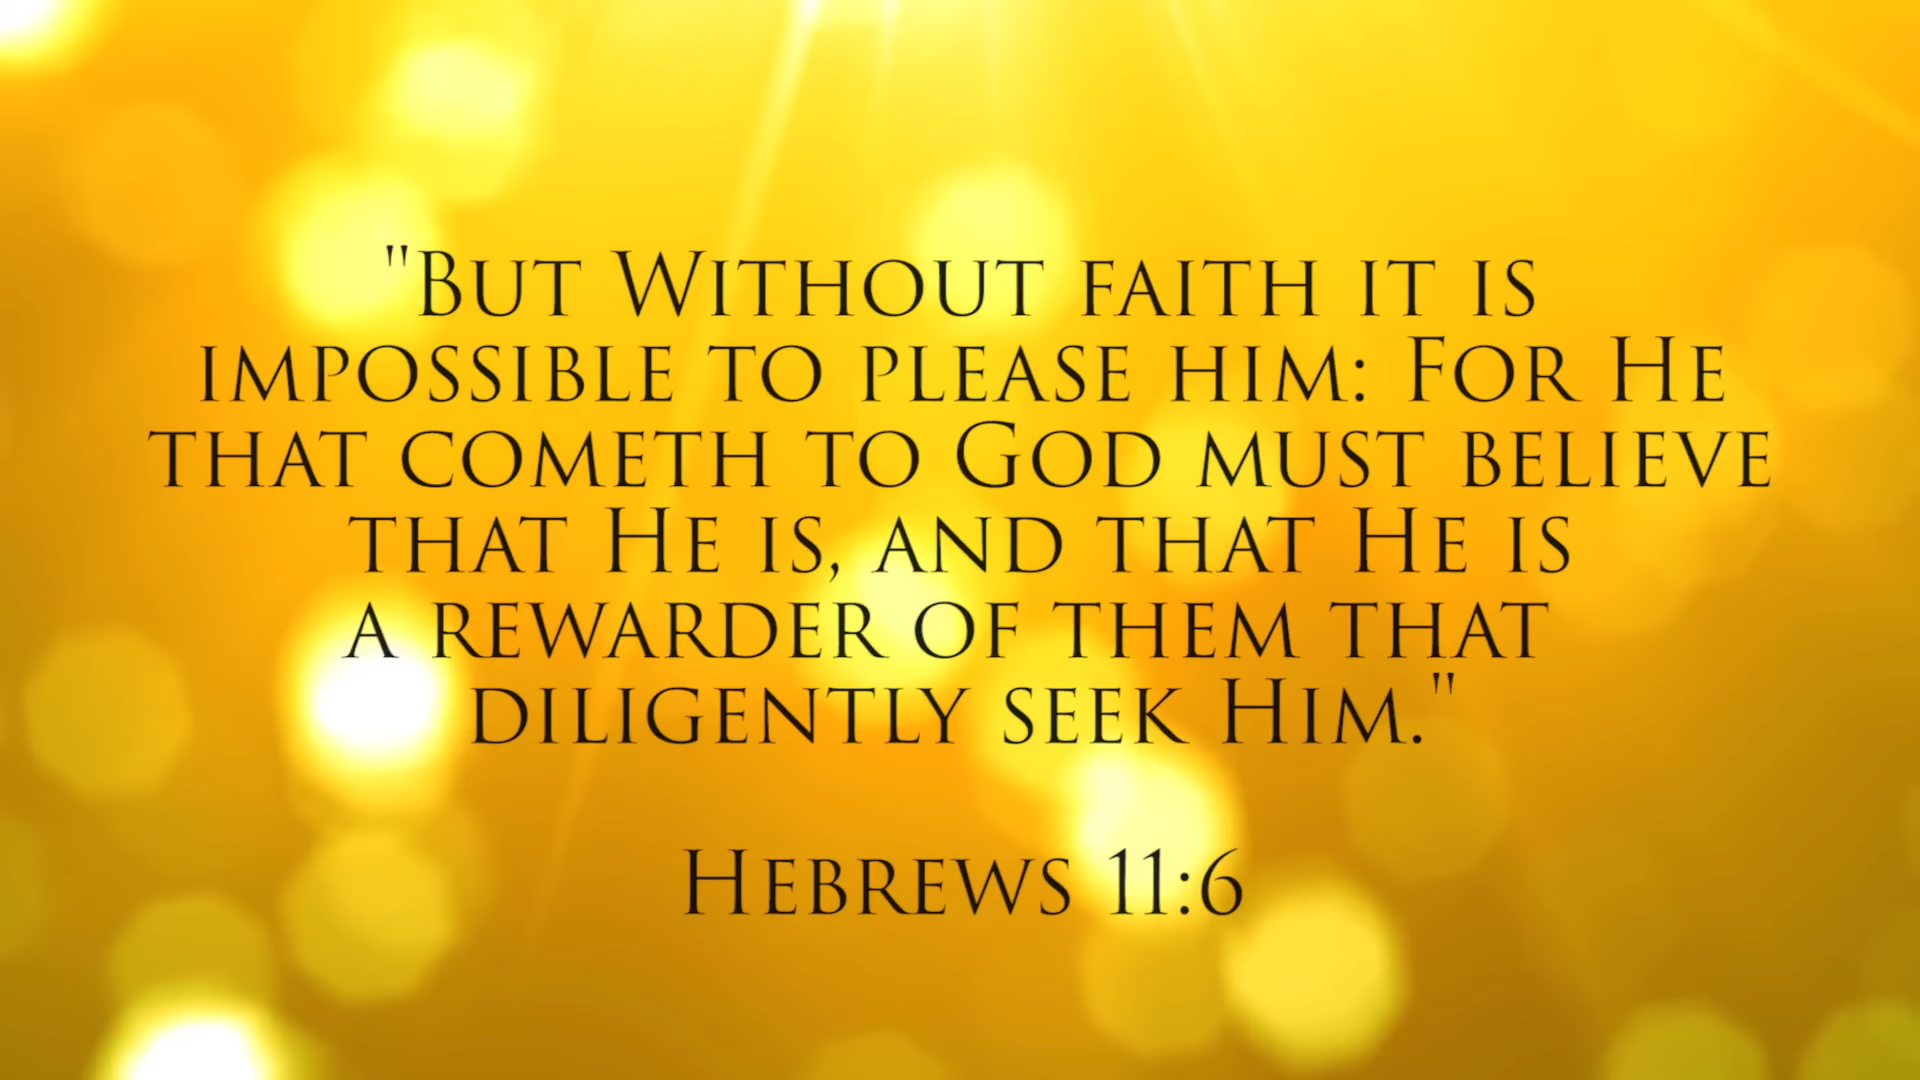 "But Without faith it is
impossible to please him: For He
that cometh to God must believe
that He is, and that He is
a rewarder of them that
diligently seek Him."
Hebrews 11:6